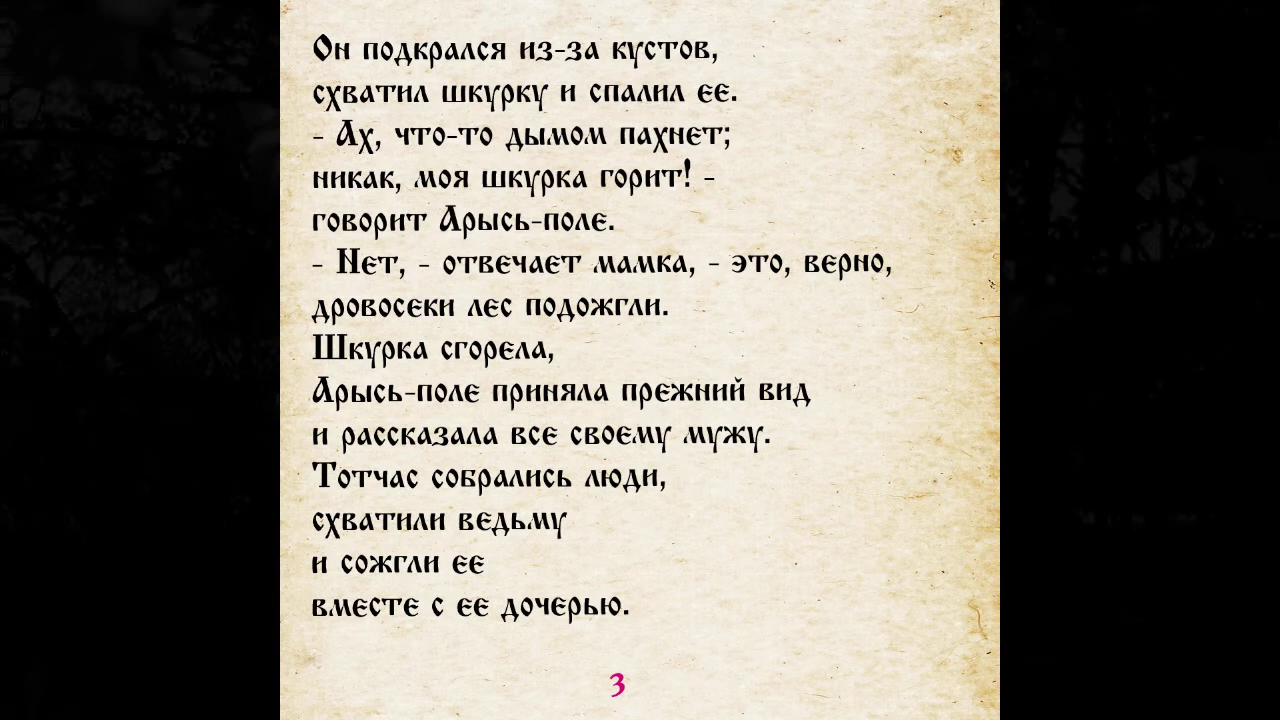 Он подкрался из-за кустов,
схватил шкурку и спалил ее.
- Ах, что-то дымом пахнет;
никак, моя шкурка горит! -
говорит Арысь-поле.
- Нет, - отвечает мамка, - это, верно,
дровосеки лес подожгли.
Шкурка сгорела,
Арысь-поле приняла прежний вид
и рассказала все своему мужу.
Тотчас собрались люди,
схватили ведьму
и сожгли ее
вместе с ее дочерью.
3